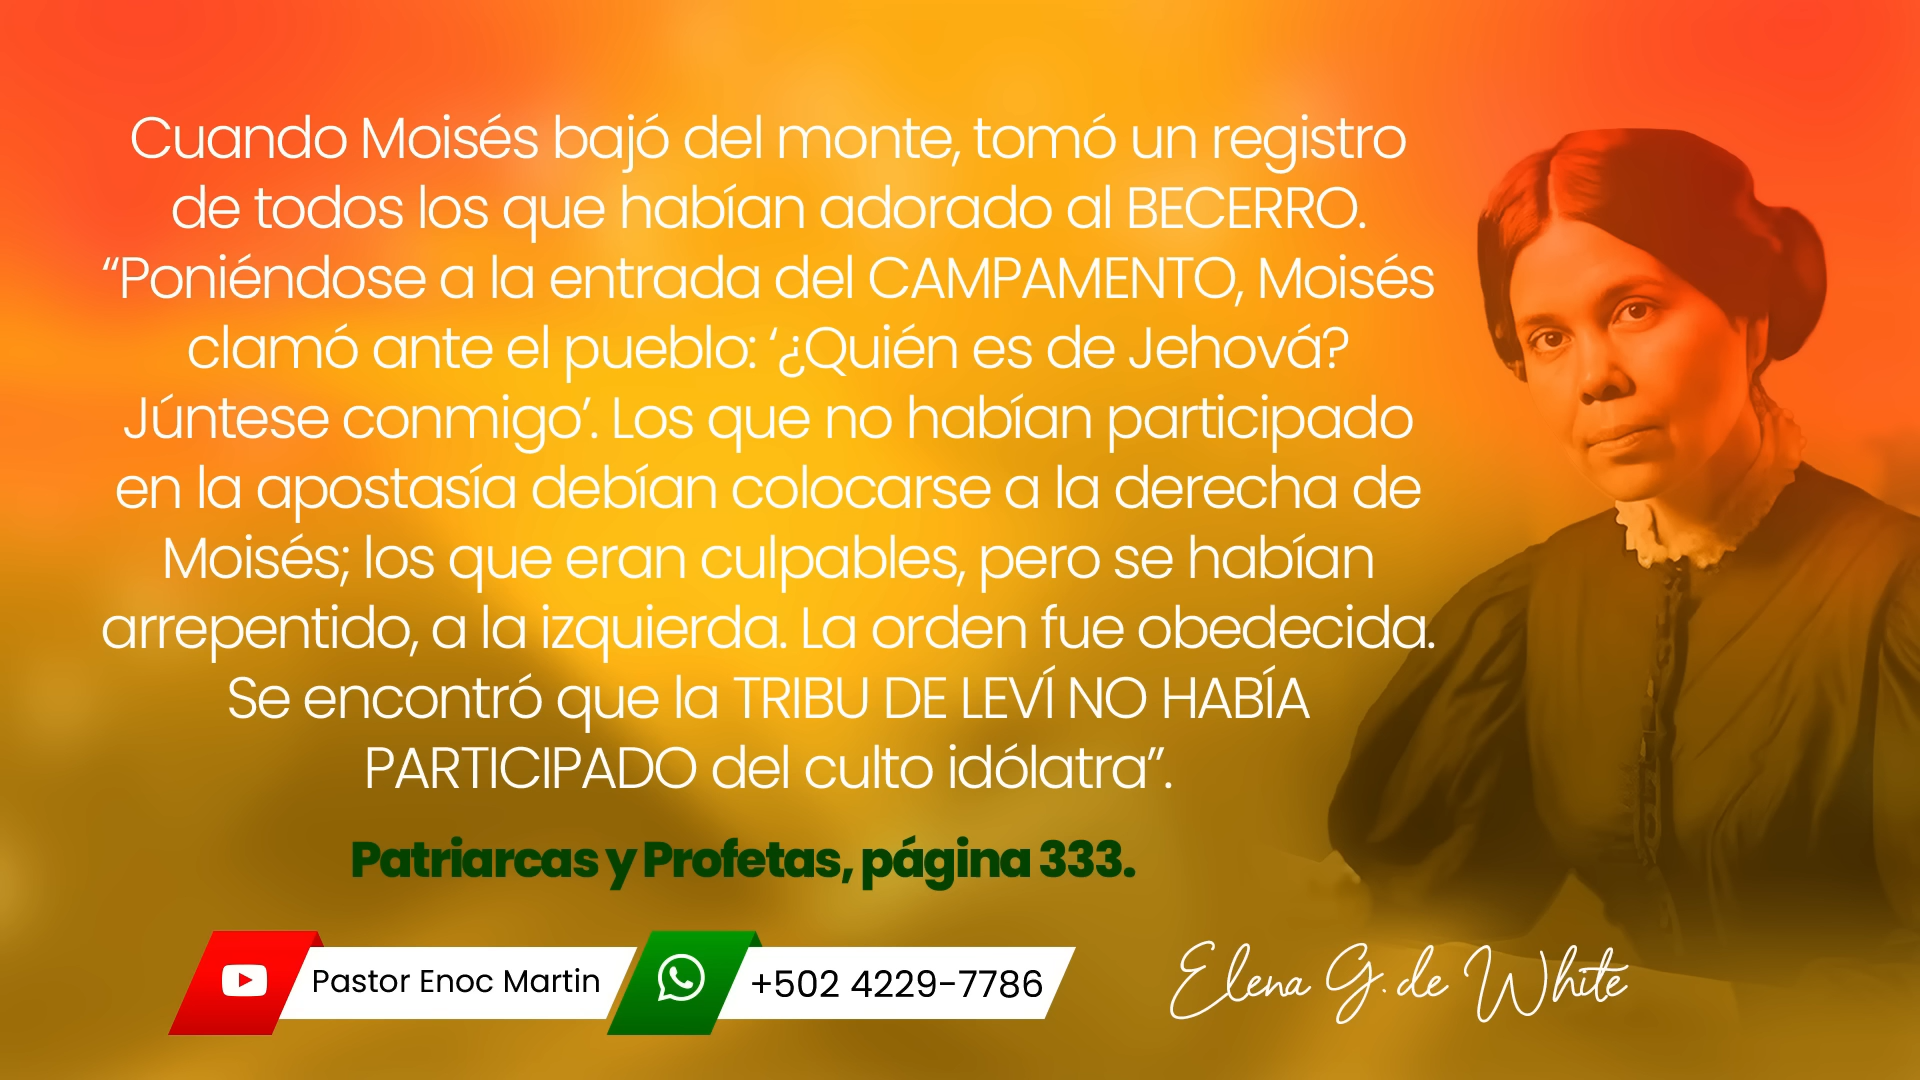 Cuando Moisés bajó del monte, tomó un registro
de todos los que habían adorado al BECERRO.
“Poniéndose a la entrada del CAMPAMENTO, Moisés
clamó ante el pueblo: ‘¿Quién es de Jehová?
Júntese conmigo’. Los que no habían participado
en la apostasía debían colocarse a la derecha de
Moisés; los que eran culpables, pero se habían
arrepentido, a la izquierda. La orden fue obedecida.
Se encontró que la TRIBU DE LEVÍ NO HABÍA
PARTICIPADO del culto idólatra”.
Patriarcas y Profetas, página 333.
Pastor Enoc Martin
+502 4229-7786
Elena G. de White